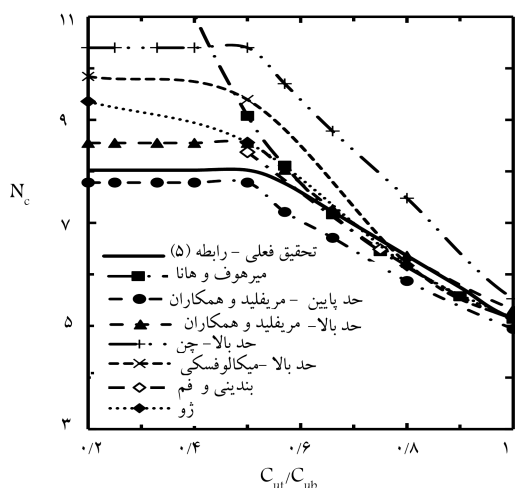 ۱۱
۹
N_c
۷
۵
۳
تحقیق فعلی - رابطه (۵)
میرهوف و هانا
حد پایین - مریفلید و همکاران
حد بالا- مریفلید و همکاران
حد بالا- چن
حد بالا -میکالوفسکی
بندینی و فم
ژو
۰/۲ ۰/۴ ۰/۶ ۰/۸ ۱
C_ut/C_ub